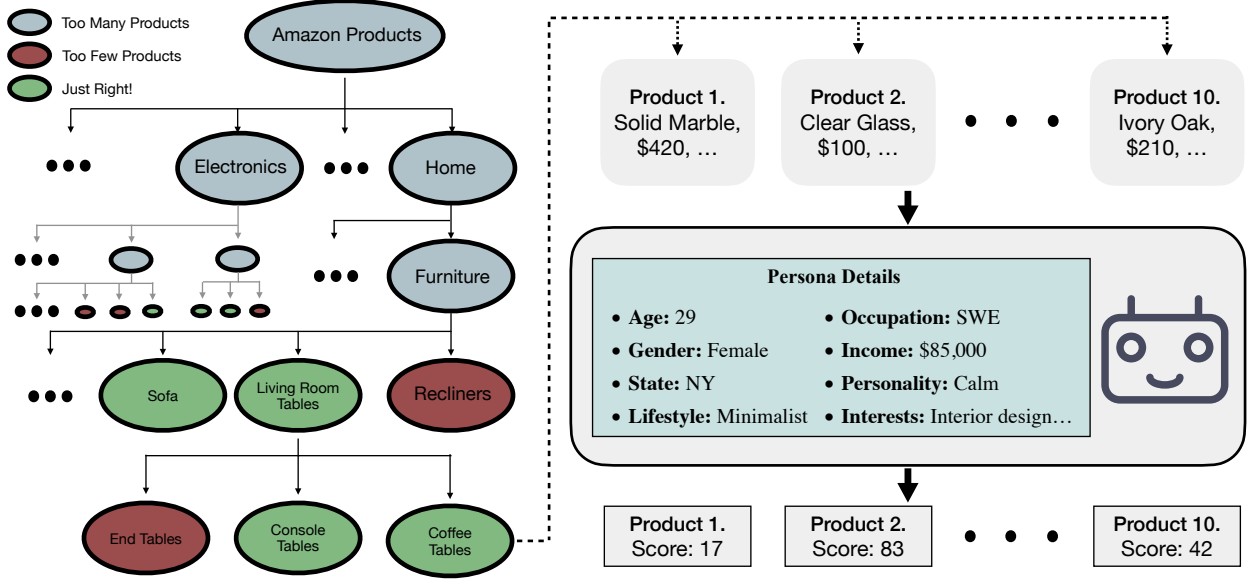 Too Many Products
Too Few Products
Just Right!
Amazon Products
Electronics
Home
Furniture
Sofa
Living Room
Tables
Recliners
End Tables
Console
Tables
Coffee
Tables
Product 1.
Solid Marble,
$420, …
Product 2.
Clear Glass,
$100, …
Product 10.
Ivory Oak,
$210, …
Persona Details
• Age: 29
• Gender: Female
• State: NY
• Lifestyle: Minimalist
• Occupation: SWE
• Income: $85,000
• Personality: Calm
• Interests: Interior design…
Product 1.
Score: 17
Product 2.
Score: 83
Product 10.
Score: 42